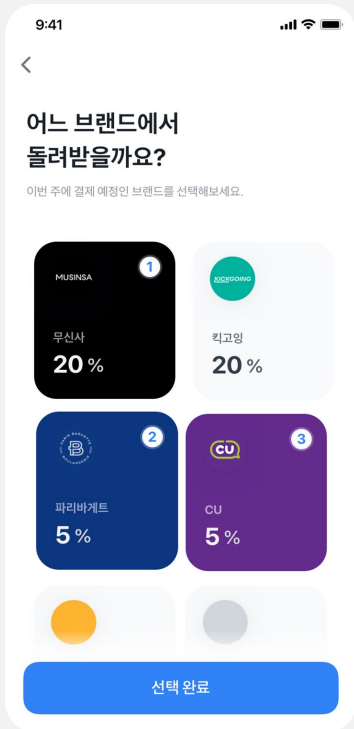 9:41
어느 브랜드에서
돌려받을까요?
이번 주에 결제 예정인 브랜드를 선택해보세요.
MUSINSA
1
무신사
20 %
KICKGOING
킥고잉
20 %
PARIS BAGUETTE
B
BOULANGERIE
2
파리바게트
5 %
CU
3
CU
5 %
선택 완료